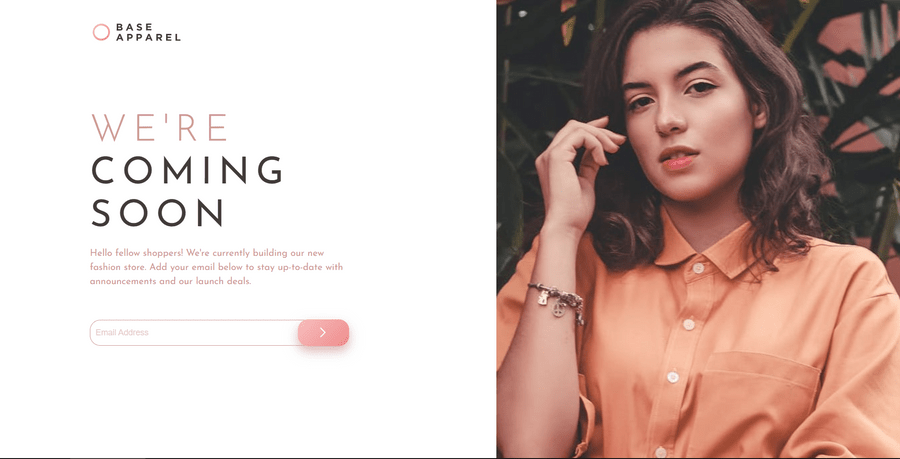 BASE
APPAREL
WE'RE
COMING
SOON
Hello fellow shoppers! We're currently building our new
fashion store. Add your email below to stay up-to-date with
announcements and our launch deals.
Email Address